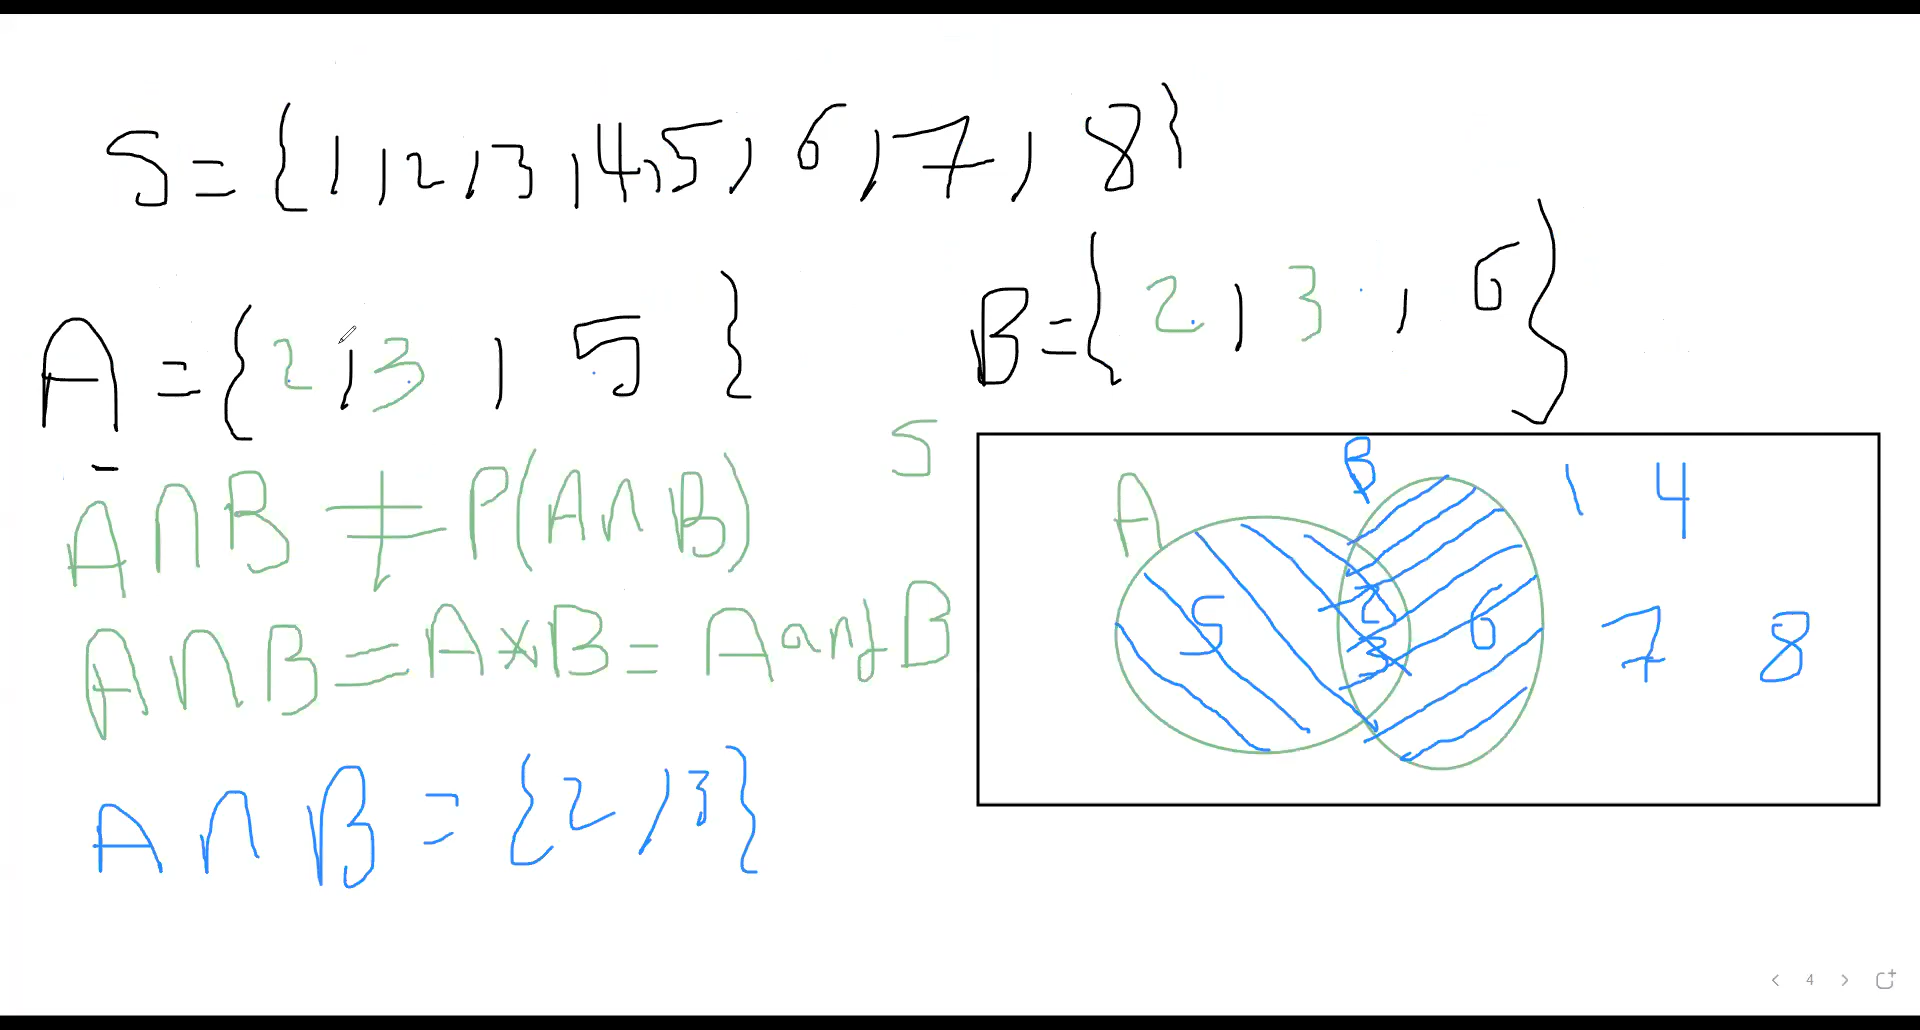 S = {1, 2, 3, 4, 5, 6, 7, 8}
A = {2, 3, 5}
B = {2, 3, 6}
A ∩ B ≠ P(A ∩ B)
A ∩ B = A * B = A and B
A ∩ B = {2, 3}
S
A
B
1 4
5
2
3
6
7 8
4